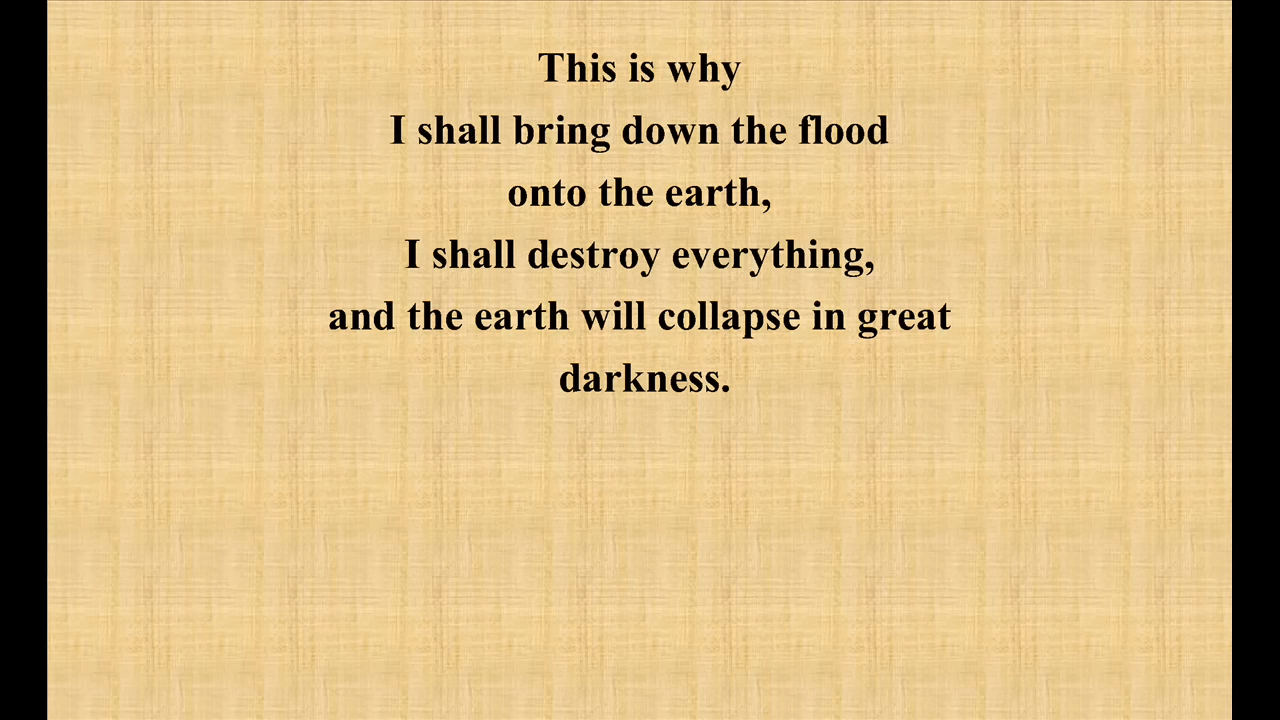 This is why
I shall bring down the flood
onto the earth,
I shall destroy everything,
and the earth will collapse in great
darkness.